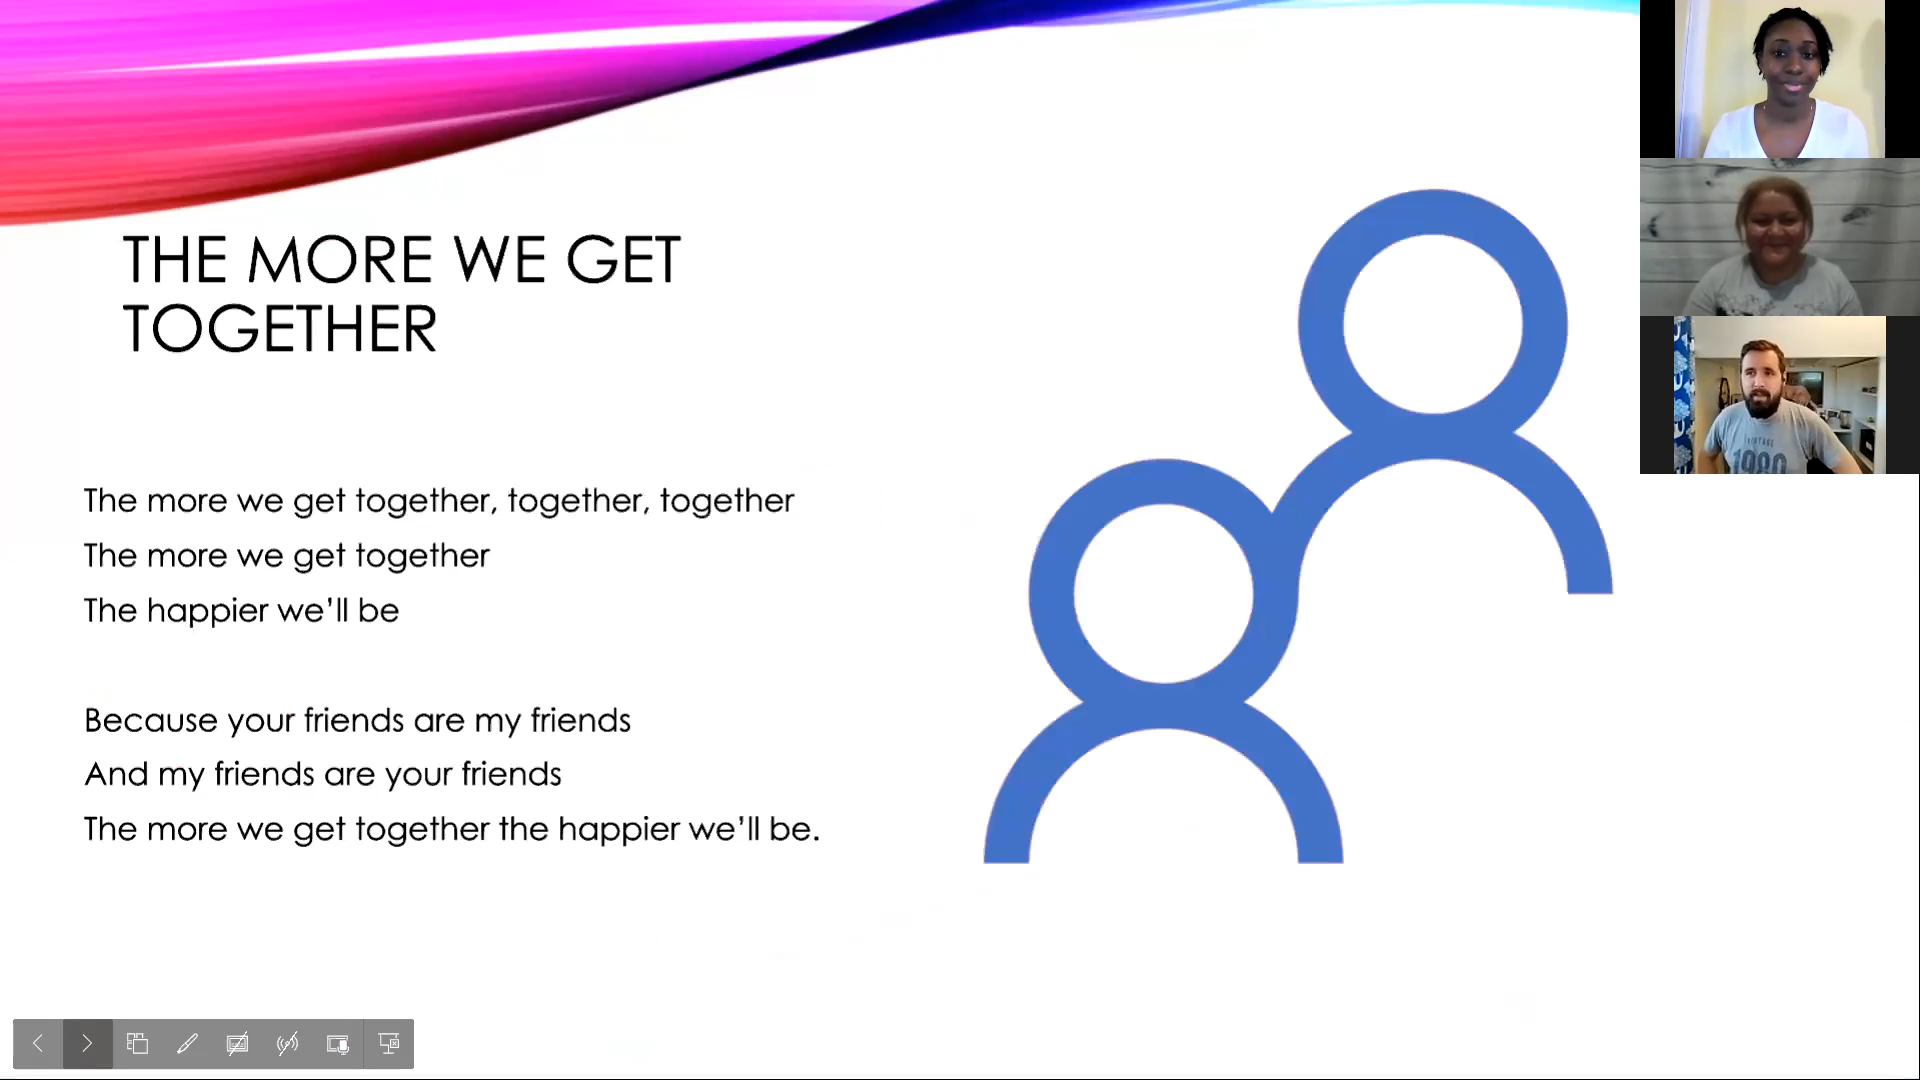 THE MORE WE GET
TOGETHER
The more we get together, together, together
The more we get together
The happier we’ll be
Because your friends are my friends
And my friends are your friends
The more we get together the happier we’ll be.
VINTAGE
1980